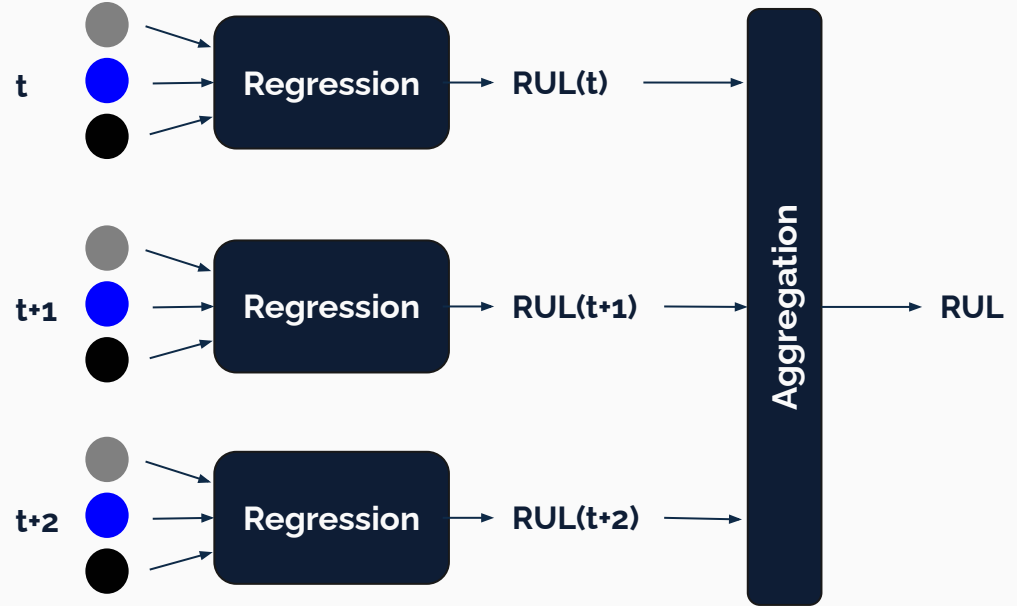 t
Regression
RUL(t)
t+1
Regression
RUL(t+1)
Aggregation
RUL
t+2
Regression
RUL(t+2)